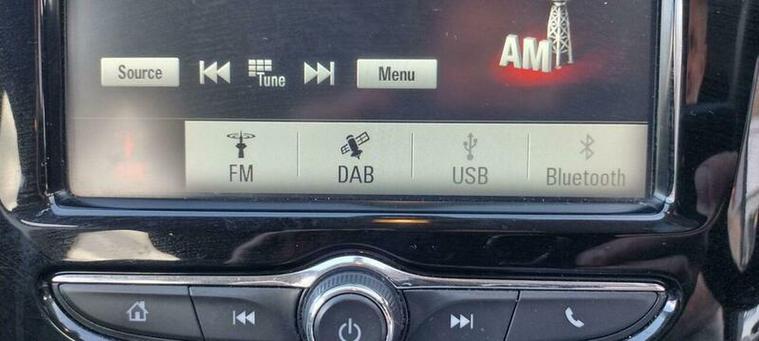 AM
Source
Tune
Menu
FM
DAB
USB
Bluetooth